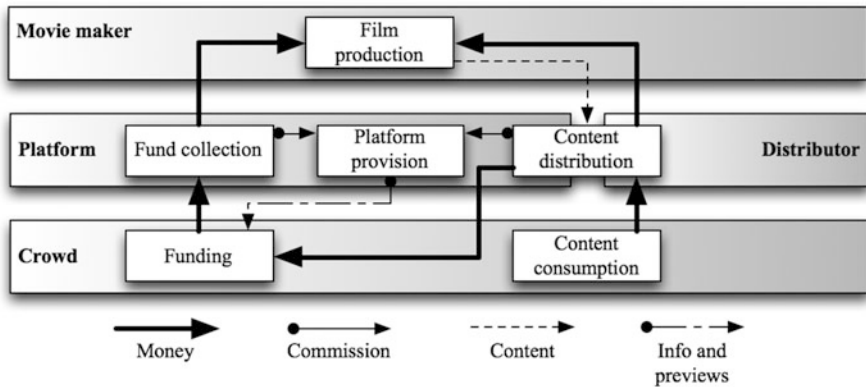 Movie maker
Film
production
Platform
Fund collection
Platform
provision
Content
distribution
Distributor
Crowd
Funding
Content
consumption
Money
Commission
Content
Info and
previews